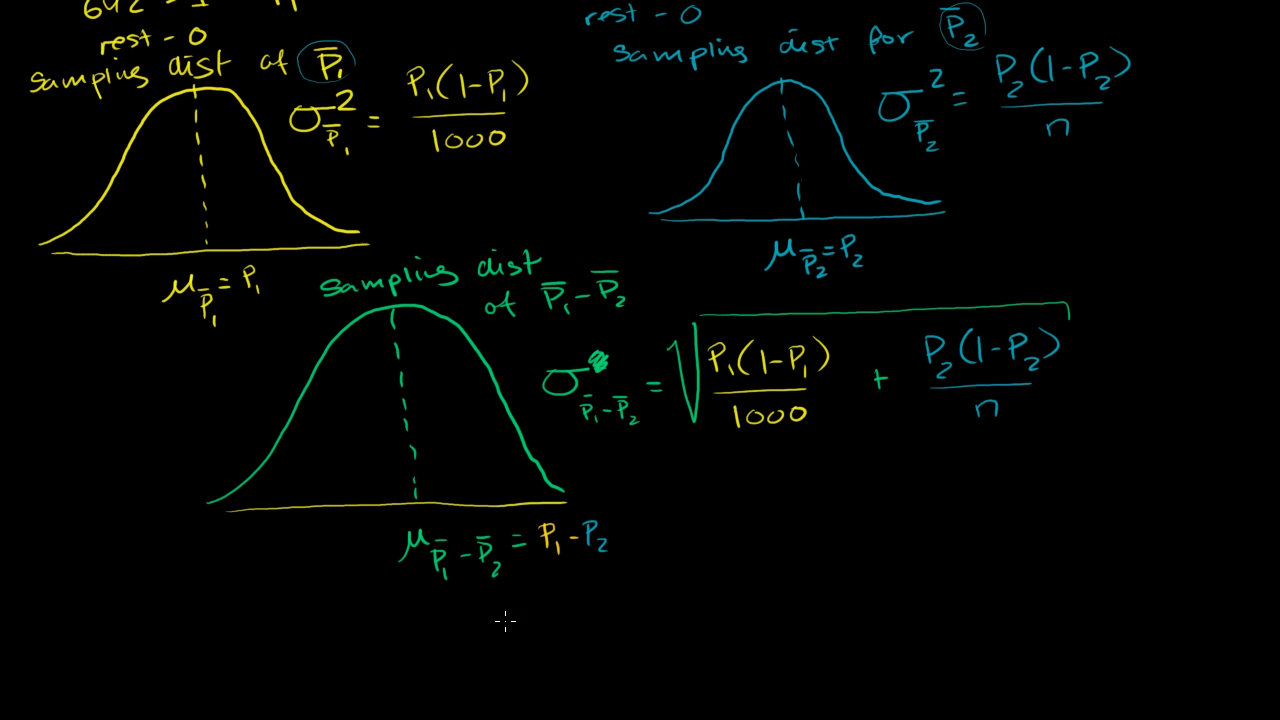 642 - 1
rest - 0
sampling dist of P̅₁
σ²_P̅₁ = P₁(1-P₁)/1000
μ_P̅₁ = P₁
rest - 0
sampling dist for P̅₂
σ²_P̅₂ = P₂(1-P₂)/n
μ_P̅₂ = P₂
sampling dist
of P̅₁ - P̅₂
σ_P̅₁-P̅₂ = √(P₁(1-P₁)/1000 + P₂(1-P₂)/n)
μ_P̅₁-P̅₂ = P₁ - P₂